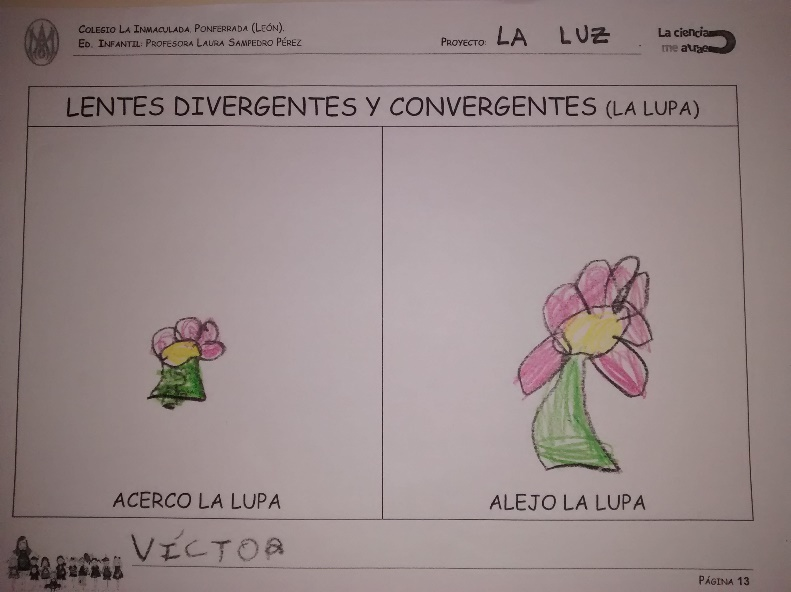 COLEGIO LA INMACULADA. PONFERRADA (LEÓN).
ED. INFANTIL: PROFESORA LAURA SAMPEDRO PÉREZ
PROYECTO: LA LUZ
La ciencia
me atrae
LENTES DIVERGENTES Y CONVERGENTES (LA LUPA)
ACERCO LA LUPA
ALEJO LA LUPA
VÍCTOR
PÁGINA 13